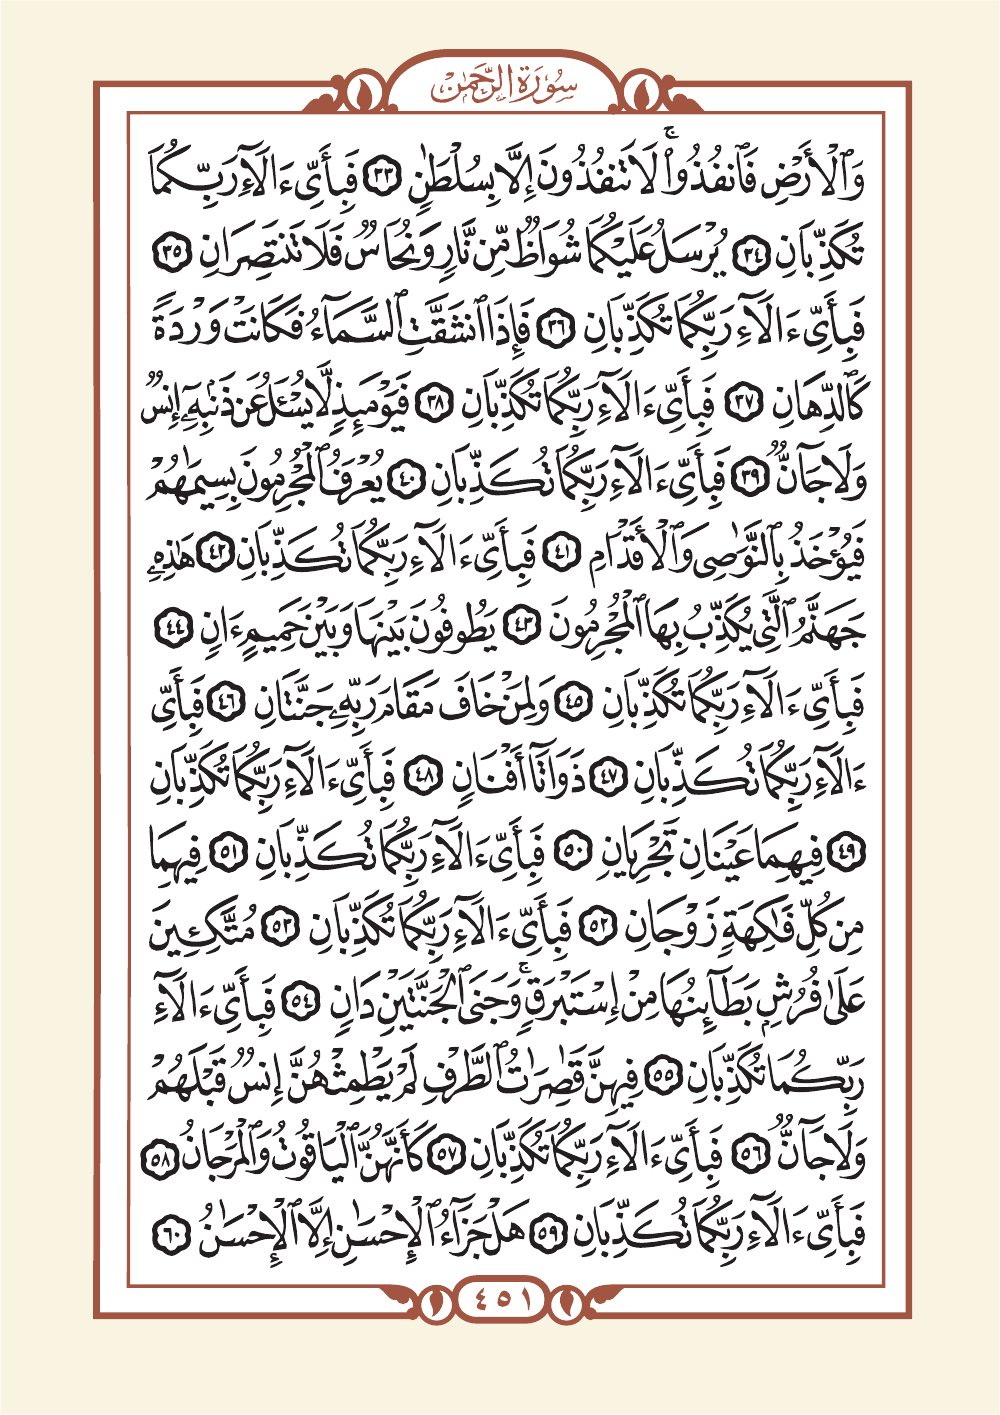 سُورَةُ الرَّحْمَٰن
وَٱلْأَرْضِ فَٱنفُذُوا۟ ۚ لَا تَنفُذُونَ إِلَّا بِسُلْطَٰنٍ ٣٣ فَبِأَىِّ ءَالَآءِ رَبِّكُمَا
تُكَذِّبَانِ ٣٤ يُرْسَلُ عَلَيْكُمَا شُوَاظٌ مِّن نَّارٍ وَنُحَاسٌ فَلَا تَنتَصِرَانِ ٣٥
فَبِأَىِّ ءَالَآءِ رَبِّكُمَا تُكَذِّبَانِ ٣٦ فَإِذَا ٱنشَقَّتِ ٱلسَّمَآءُ فَكَانَتْ وَرْدَةً
كَٱلدِّهَانِ ٣٧ فَبِأَىِّ ءَالَآءِ رَبِّكُمَا تُكَذِّبَانِ ٣٨ فَيَوْمَئِذٍ لَّا يُسْـَٔلُ عَن ذَنۢبِهِۦٓ إِنسٌ
وَلَا جَآنٌّ ٣٩ فَبِأَىِّ ءَالَآءِ رَبِّكُمَا تُكَذِّبَانِ ٤٠ يُعْرَفُ ٱلْمُجْرِمُونَ بِسِيمَٰهُمْ
فَيُؤْخَذُ بِٱلنَّوَٰصِى وَٱلْأَقْدَامِ ٤١ فَبِأَىِّ ءَالَآءِ رَبِّكُمَا تُكَذِّبَانِ ٤٢ هَٰذِهِۦ
جَهَنَّمُ ٱلَّتِى يُكَذِّبُ بِهَا ٱلْمُجْرِمُونَ ٤٣ يَطُوفُونَ بَيْنَهَا وَبَيْنَ حَمِيمٍ ءَانٍ ٤٤
فَبِأَىِّ ءَالَآءِ رَبِّكُمَا تُكَذِّبَانِ ٤٥ وَلِمَنْ خَافَ مَقَامَ رَبِّهِۦ جَنَّتَانِ ٤٦ فَبِأَىِّ
ءَالَآءِ رَبِّكُمَا تُكَذِّبَانِ ٤٧ ذَوَاتَآ أَفْنَانٍ ٤٨ فَبِأَىِّ ءَالَآءِ رَبِّكُمَا تُكَذِّبَانِ
٤٩ فِيهِمَا عَيْنَانِ تَجْرِيَانِ ٥٠ فَبِأَىِّ ءَالَآءِ رَبِّكُمَا تُكَذِّبَانِ ٥١ فِيهِمَا
مِن كُلِّ فَٰكِهَةٍ زَوْجَانِ ٥٢ فَبِأَىِّ ءَالَآءِ رَبِّكُمَا تُكَذِّبَانِ ٥٣ مُتَّكِـِٔينَ
عَلَىٰ فُرُشٍۭ بَطَآئِنُهَا مِنْ إِسْتَبْرَقٍ ۚ وَجَنَى ٱلْجَنَّتَيْنِ دَانٍ ٥٤ فَبِأَىِّ ءَالَآءِ
رَبِّكُمَا تُكَذِّبَانِ ٥٥ فِيهِنَّ قَٰصِرَٰتُ ٱلطَّرْفِ لَمْ يَطْمِثْهُنَّ إِنسٌ قَبْلَهُمْ
وَلَا جَآنٌّ ٥٦ فَبِأَىِّ ءَالَآءِ رَبِّكُمَا تُكَذِّبَانِ ٥٧ كَأَنَّهُنَّ ٱلْيَاقُوتُ وَٱلْمَرْجَانُ ٥٨
فَبِأَىِّ ءَالَآءِ رَبِّكُمَا تُكَذِّبَانِ ٥٩ هَلْ جَزَآءُ ٱلْإِحْسَٰنِ إِلَّا ٱلْإِحْسَٰنُ ٦٠
٤٥١